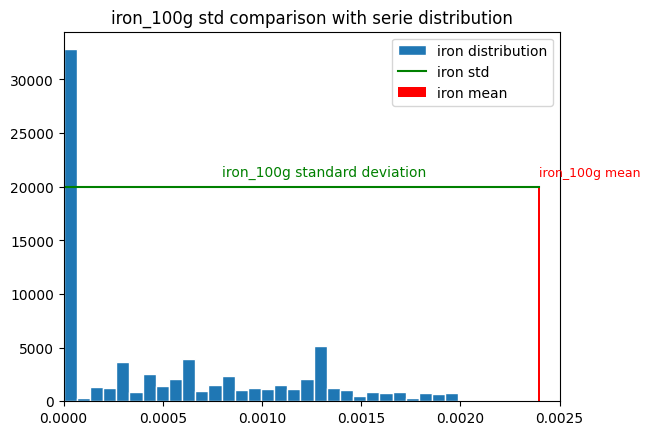 iron_100g std comparison with serie distribution
iron distribution
iron std
iron mean
iron_100g standard deviation
iron_100g mean
30000
25000
20000
15000
10000
5000
0
0.0000 0.0005 0.0010 0.0015 0.0020 0.0025